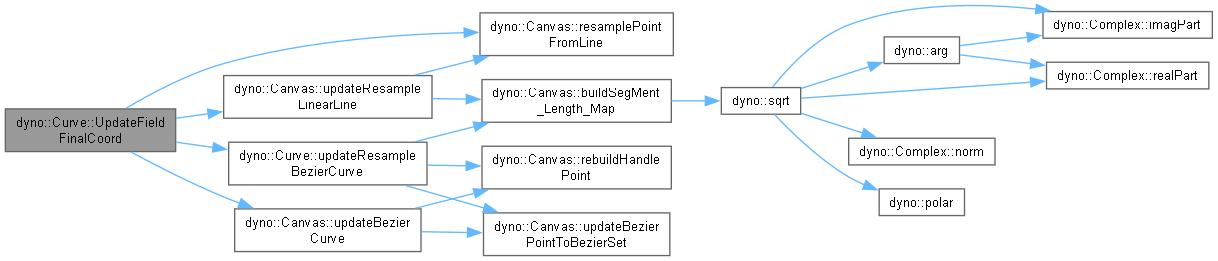 dyno::Curve::UpdateField
FinalCoord
dyno::Canvas::resamplePoint
FromLine
dyno::Canvas::updateResample
LinearLine
dyno::Canvas::buildSegMent
_Length_Map
dyno::Curve::updateResample
BezierCurve
dyno::Canvas::rebuildHandle
Point
dyno::Canvas::updateBezier
Curve
dyno::Canvas::updateBezier
PointToBezierSet
dyno::sqrt
dyno::arg
dyno::Complex::imagPart
dyno::Complex::realPart
dyno::Complex::norm
dyno::polar